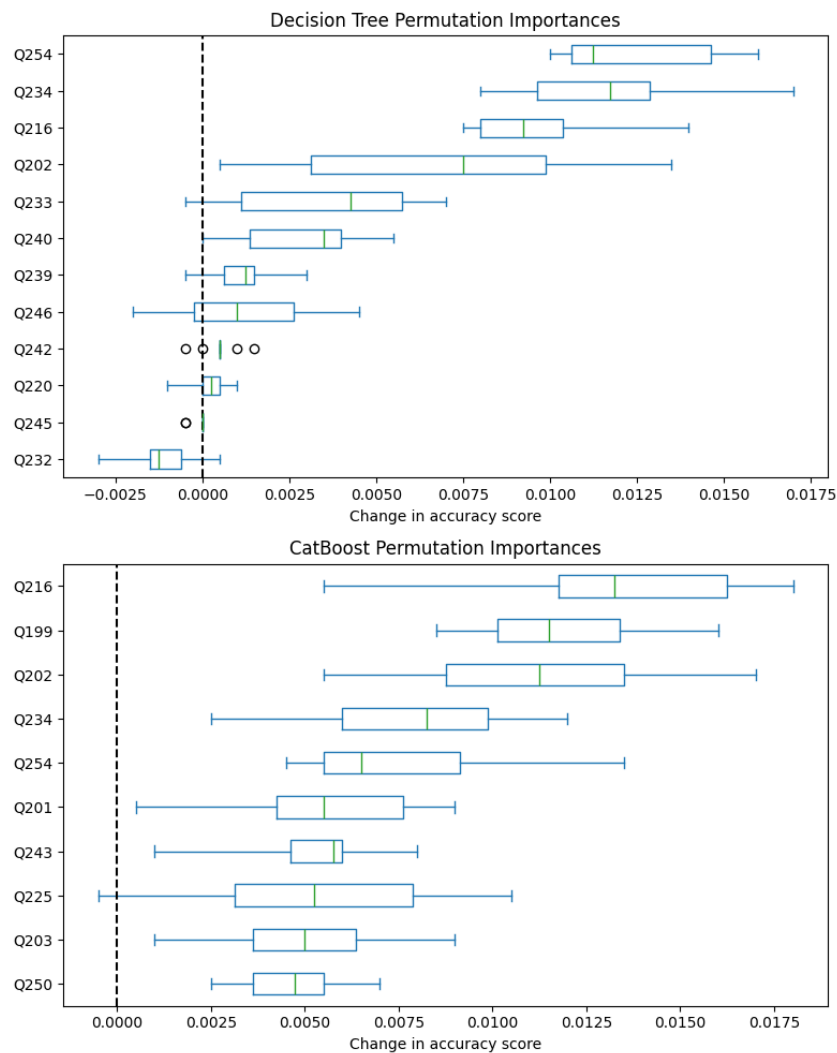 Decision Tree Permutation Importances
Q254
Q234
Q216
Q202
Q233
Q240
Q239
Q246
Q242
Q220
Q245
Q232
−0.0025 0.0000 0.0025 0.0050 0.0075 0.0100 0.0125 0.0150 0.0175
Change in accuracy score
CatBoost Permutation Importances
Q216
Q199
Q202
Q234
Q254
Q201
Q243
Q225
Q203
Q250
0.0000 0.0025 0.0050 0.0075 0.0100 0.0125 0.0150 0.0175
Change in accuracy score